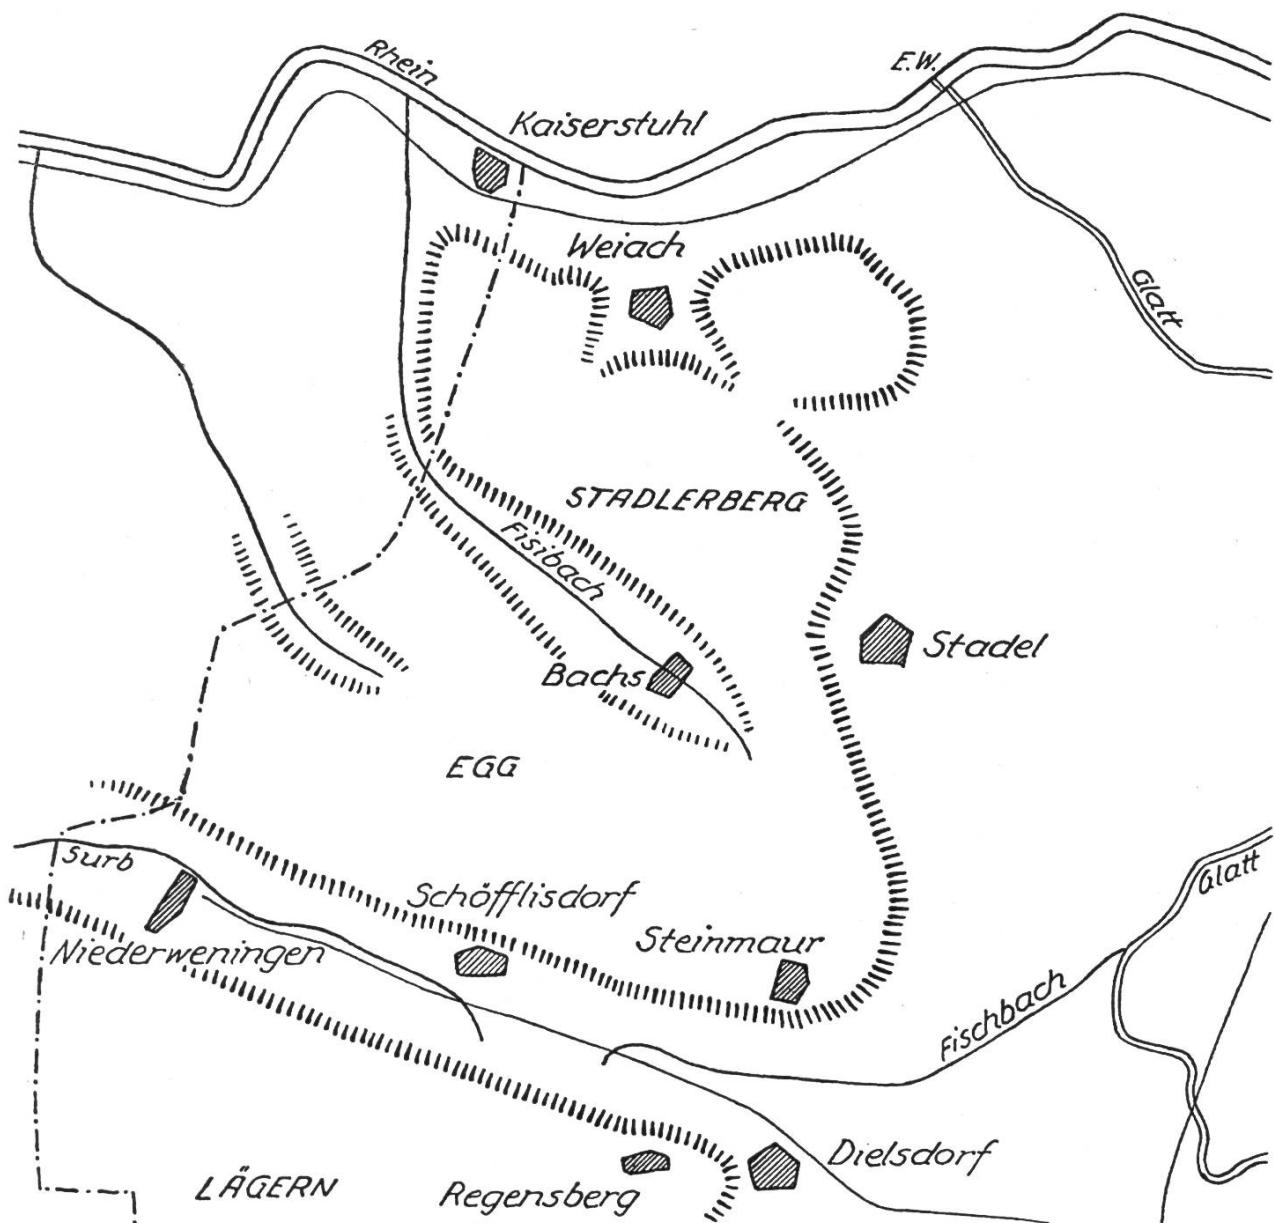 Rhein
E.W.
Kaiserstuhl
Weiach
Glatt
STADLERBERG
Fisibach
Stadel
Bachs
EGG
Surb
Glatt
Schöfflisdorf
Steinmaur
Niederweningen
Fischbach
Dielsdorf
LÄGERN
Regensberg